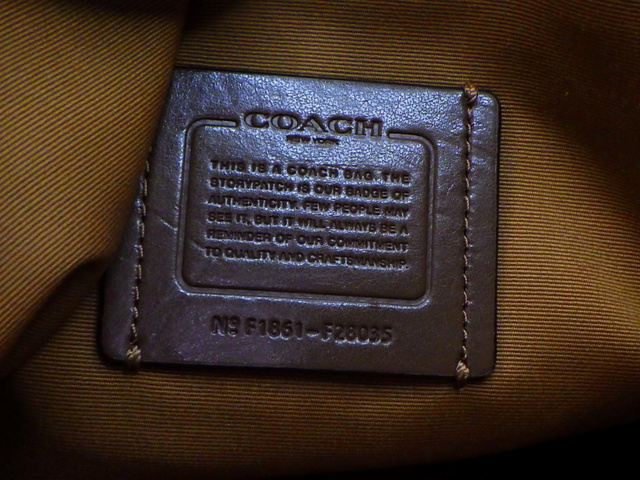 COACH
NEW YORK
THIS IS A COACH BAG. THE
STORYPATCH IS OUR BADGE OF
AUTHENTICITY. FEW PEOPLE MAY
SEE IT, BUT IT WILL ALWAYS BE A
REMINDER OF OUR COMMITMENT
TO QUALITY AND CRAFTSMANSHIP.
No F1861-F28035